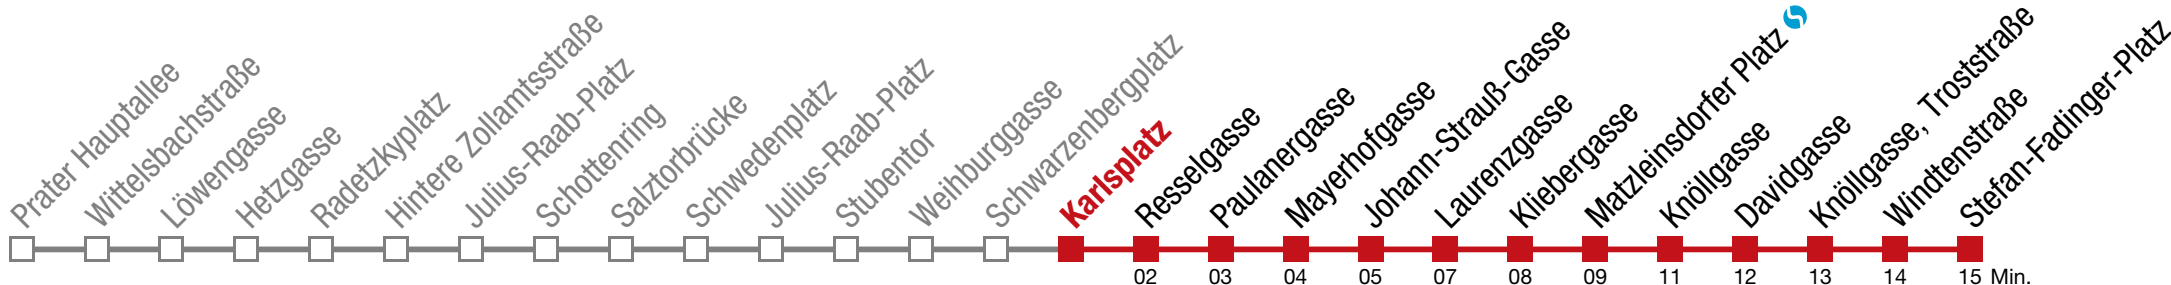 Prater Hauptallee
Wittelsbachstraße
Löwengasse
Hetzgasse
Radetzkyplatz
Hintere Zollamtsstraße
Julius-Raab-Platz
Schottenring
Salztorbrücke
Schwedenplatz
Julius-Raab-Platz
Stubentor
Weihburggasse
Schwarzenbergplatz
Karlsplatz
Resselgasse
Paulanergasse
Mayerhofgasse
Johann-Strauß-Gasse
Laurenzgasse
Kliebergasse
Matzleinsdorfer Platz
Knöllgasse
Davidgasse
Knöllgasse, Troststraße
Windtenstraße
Stefan-Fadinger-Platz
02 03 04 05 07 08 09 11 12 13 14 15 Min.